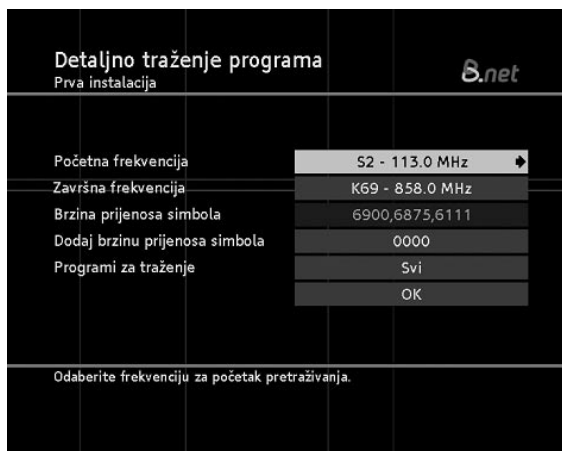 Detaljno traženje programa
Prva instalacija
B.net
Početna frekvencija S2 - 113.0 MHz
Završna frekvencija K69 - 858.0 MHz
Brzina prijenosa simbola 6900,6875,6111
Dodaj brzinu prijenosa simbola 0000
Programi za traženje Svi
OK
Odaberite frekvenciju za početak pretraživanja.